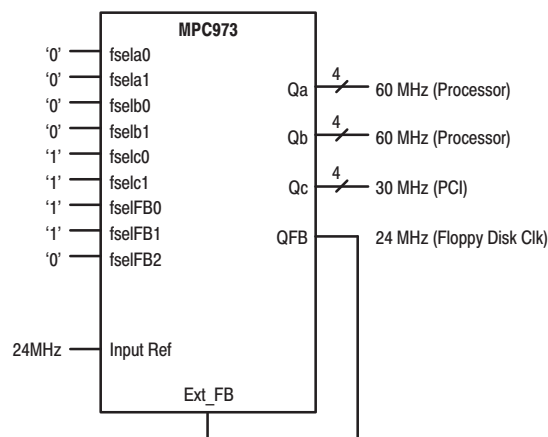 MPC973
‘0’ fsela0
‘0’ fsela1
‘0’ fselb0
‘0’ fselb1
‘1’ fselc0
‘1’ fselc1
‘1’ fselFB0
‘1’ fselFB1
‘0’ fselFB2
Qa 4 60 MHz (Processor)
Qb 4 60 MHz (Processor)
Qc 4 30 MHz (PCI)
QFB 24 MHz (Floppy Disk Clk)
24MHz Input Ref
Ext_FB